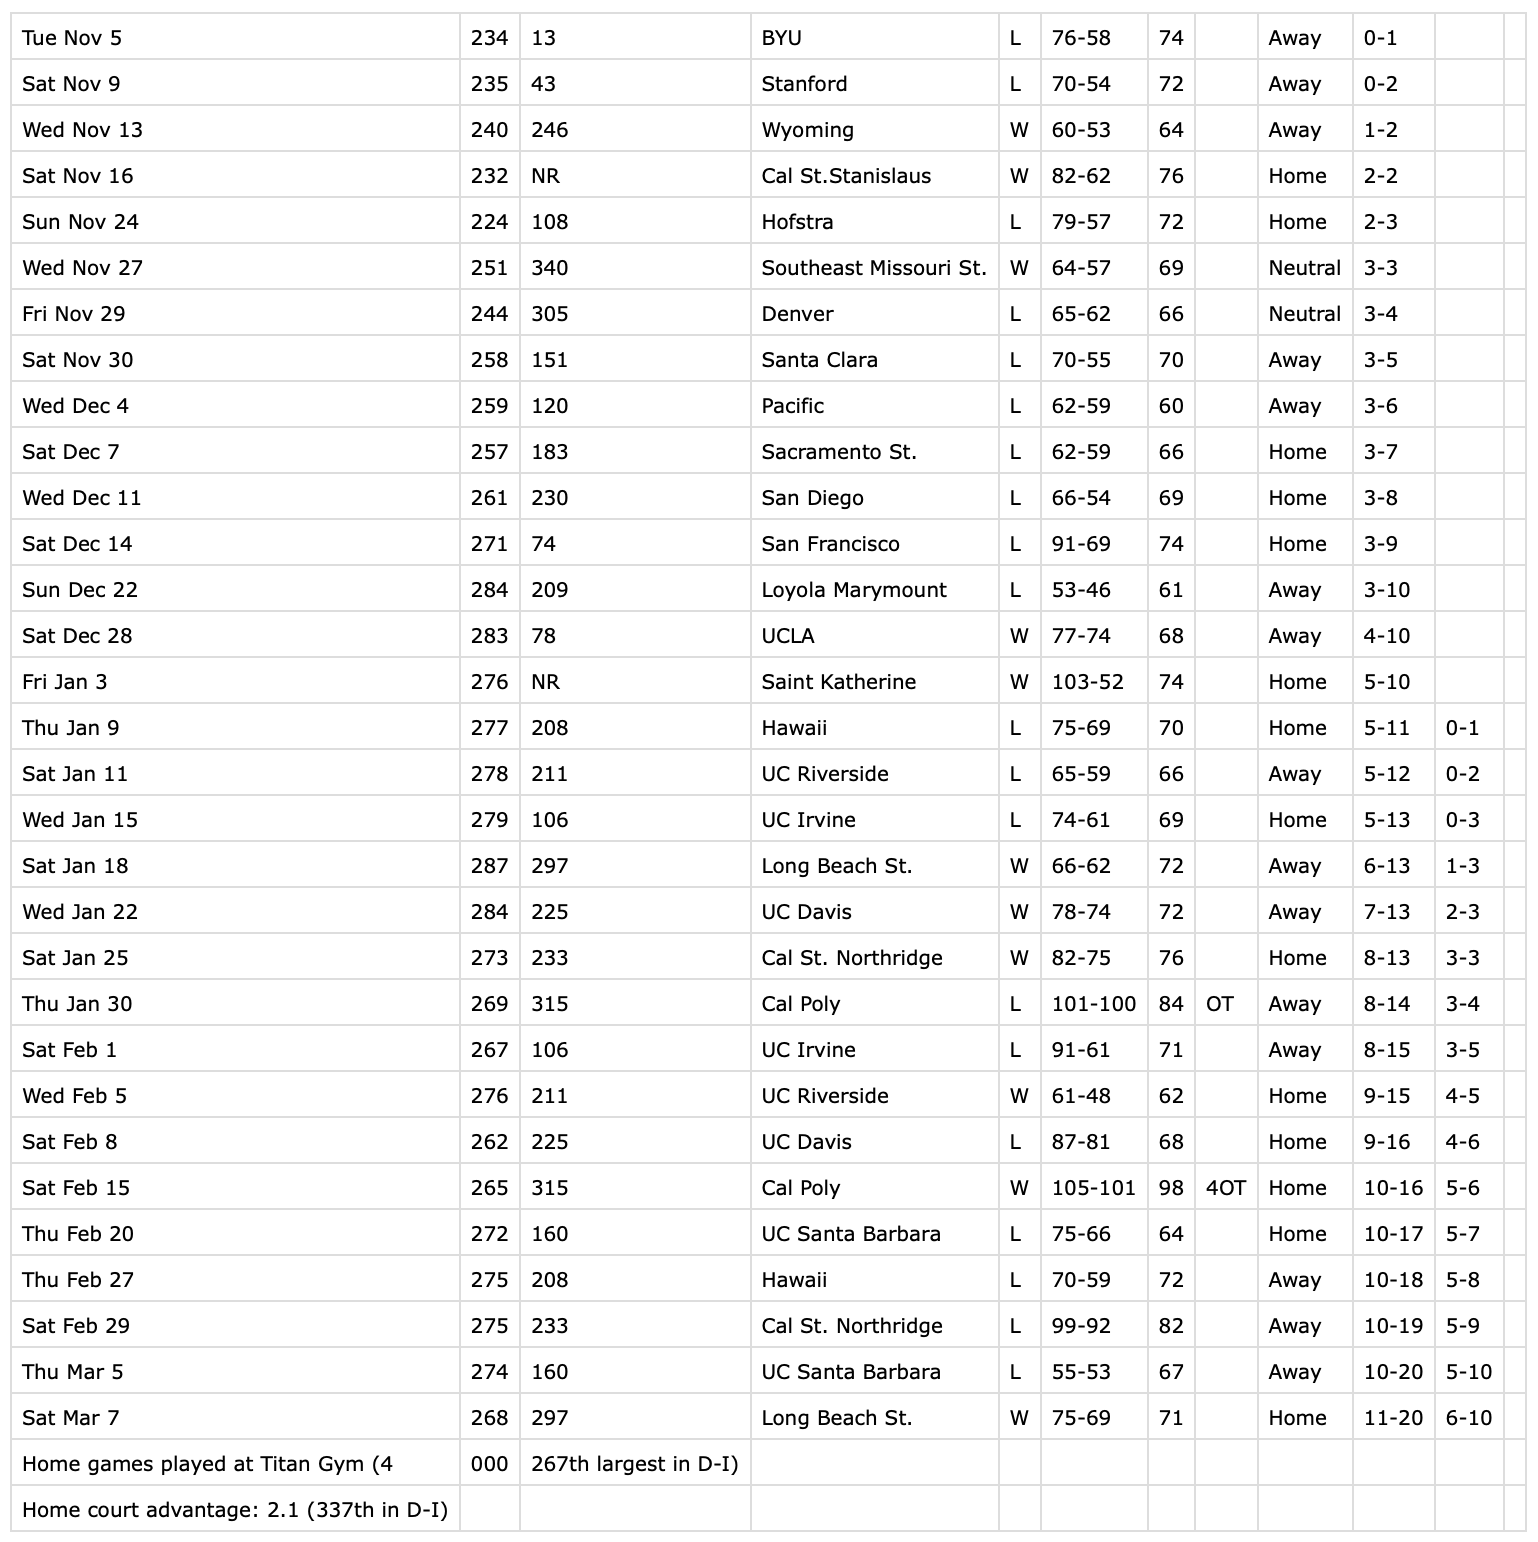 Tue Nov 5 234 13 BYU L 76-58 74 Away 0-1
Sat Nov 9 235 43 Stanford L 70-54 72 Away 0-2
Wed Nov 13 240 246 Wyoming W 60-53 64 Away 1-2
Sat Nov 16 232 NR Cal St.Stanislaus W 82-62 76 Home 2-2
Sun Nov 24 224 108 Hofstra L 79-57 72 Home 2-3
Wed Nov 27 251 340 Southeast Missouri St. W 64-57 69 Neutral 3-3
Fri Nov 29 244 305 Denver L 65-62 66 Neutral 3-4
Sat Nov 30 258 151 Santa Clara L 70-55 70 Away 3-5
Wed Dec 4 259 120 Pacific L 62-59 60 Away 3-6
Sat Dec 7 257 183 Sacramento St. L 62-59 66 Home 3-7
Wed Dec 11 261 230 San Diego L 66-54 69 Home 3-8
Sat Dec 14 271 74 San Francisco L 91-69 74 Home 3-9
Sun Dec 22 284 209 Loyola Marymount L 53-46 61 Away 3-10
Sat Dec 28 283 78 UCLA W 77-74 68 Away 4-10
Fri Jan 3 276 NR Saint Katherine W 103-52 74 Home 5-10
Thu Jan 9 277 208 Hawaii L 75-69 70 Home 5-11 0-1
Sat Jan 11 278 211 UC Riverside L 65-59 66 Away 5-12 0-2
Wed Jan 15 279 106 UC Irvine L 74-61 69 Home 5-13 0-3
Sat Jan 18 287 297 Long Beach St. W 66-62 72 Away 6-13 1-3
Wed Jan 22 284 225 UC Davis W 78-74 72 Away 7-13 2-3
Sat Jan 25 273 233 Cal St. Northridge W 82-75 76 Home 8-13 3-3
Thu Jan 30 269 315 Cal Poly L 101-100 84 OT Away 8-14 3-4
Sat Feb 1 267 106 UC Irvine L 91-61 71 Away 8-15 3-5
Wed Feb 5 276 211 UC Riverside W 61-48 62 Home 9-15 4-5
Sat Feb 8 262 225 UC Davis L 87-81 68 Home 9-16 4-6
Sat Feb 15 265 315 Cal Poly W 105-101 98 4OT Home 10-16 5-6
Thu Feb 20 272 160 UC Santa Barbara L 75-66 64 Home 10-17 5-7
Thu Feb 27 275 208 Hawaii L 70-59 72 Away 10-18 5-8
Sat Feb 29 275 233 Cal St. Northridge L 99-92 82 Away 10-19 5-9
Thu Mar 5 274 160 UC Santa Barbara L 55-53 67 Away 10-20 5-10
Sat Mar 7 268 297 Long Beach St. W 75-69 71 Home 11-20 6-10
Home games played at Titan Gym (4 000 267th largest in D-I)
Home court advantage: 2.1 (337th in D-I)